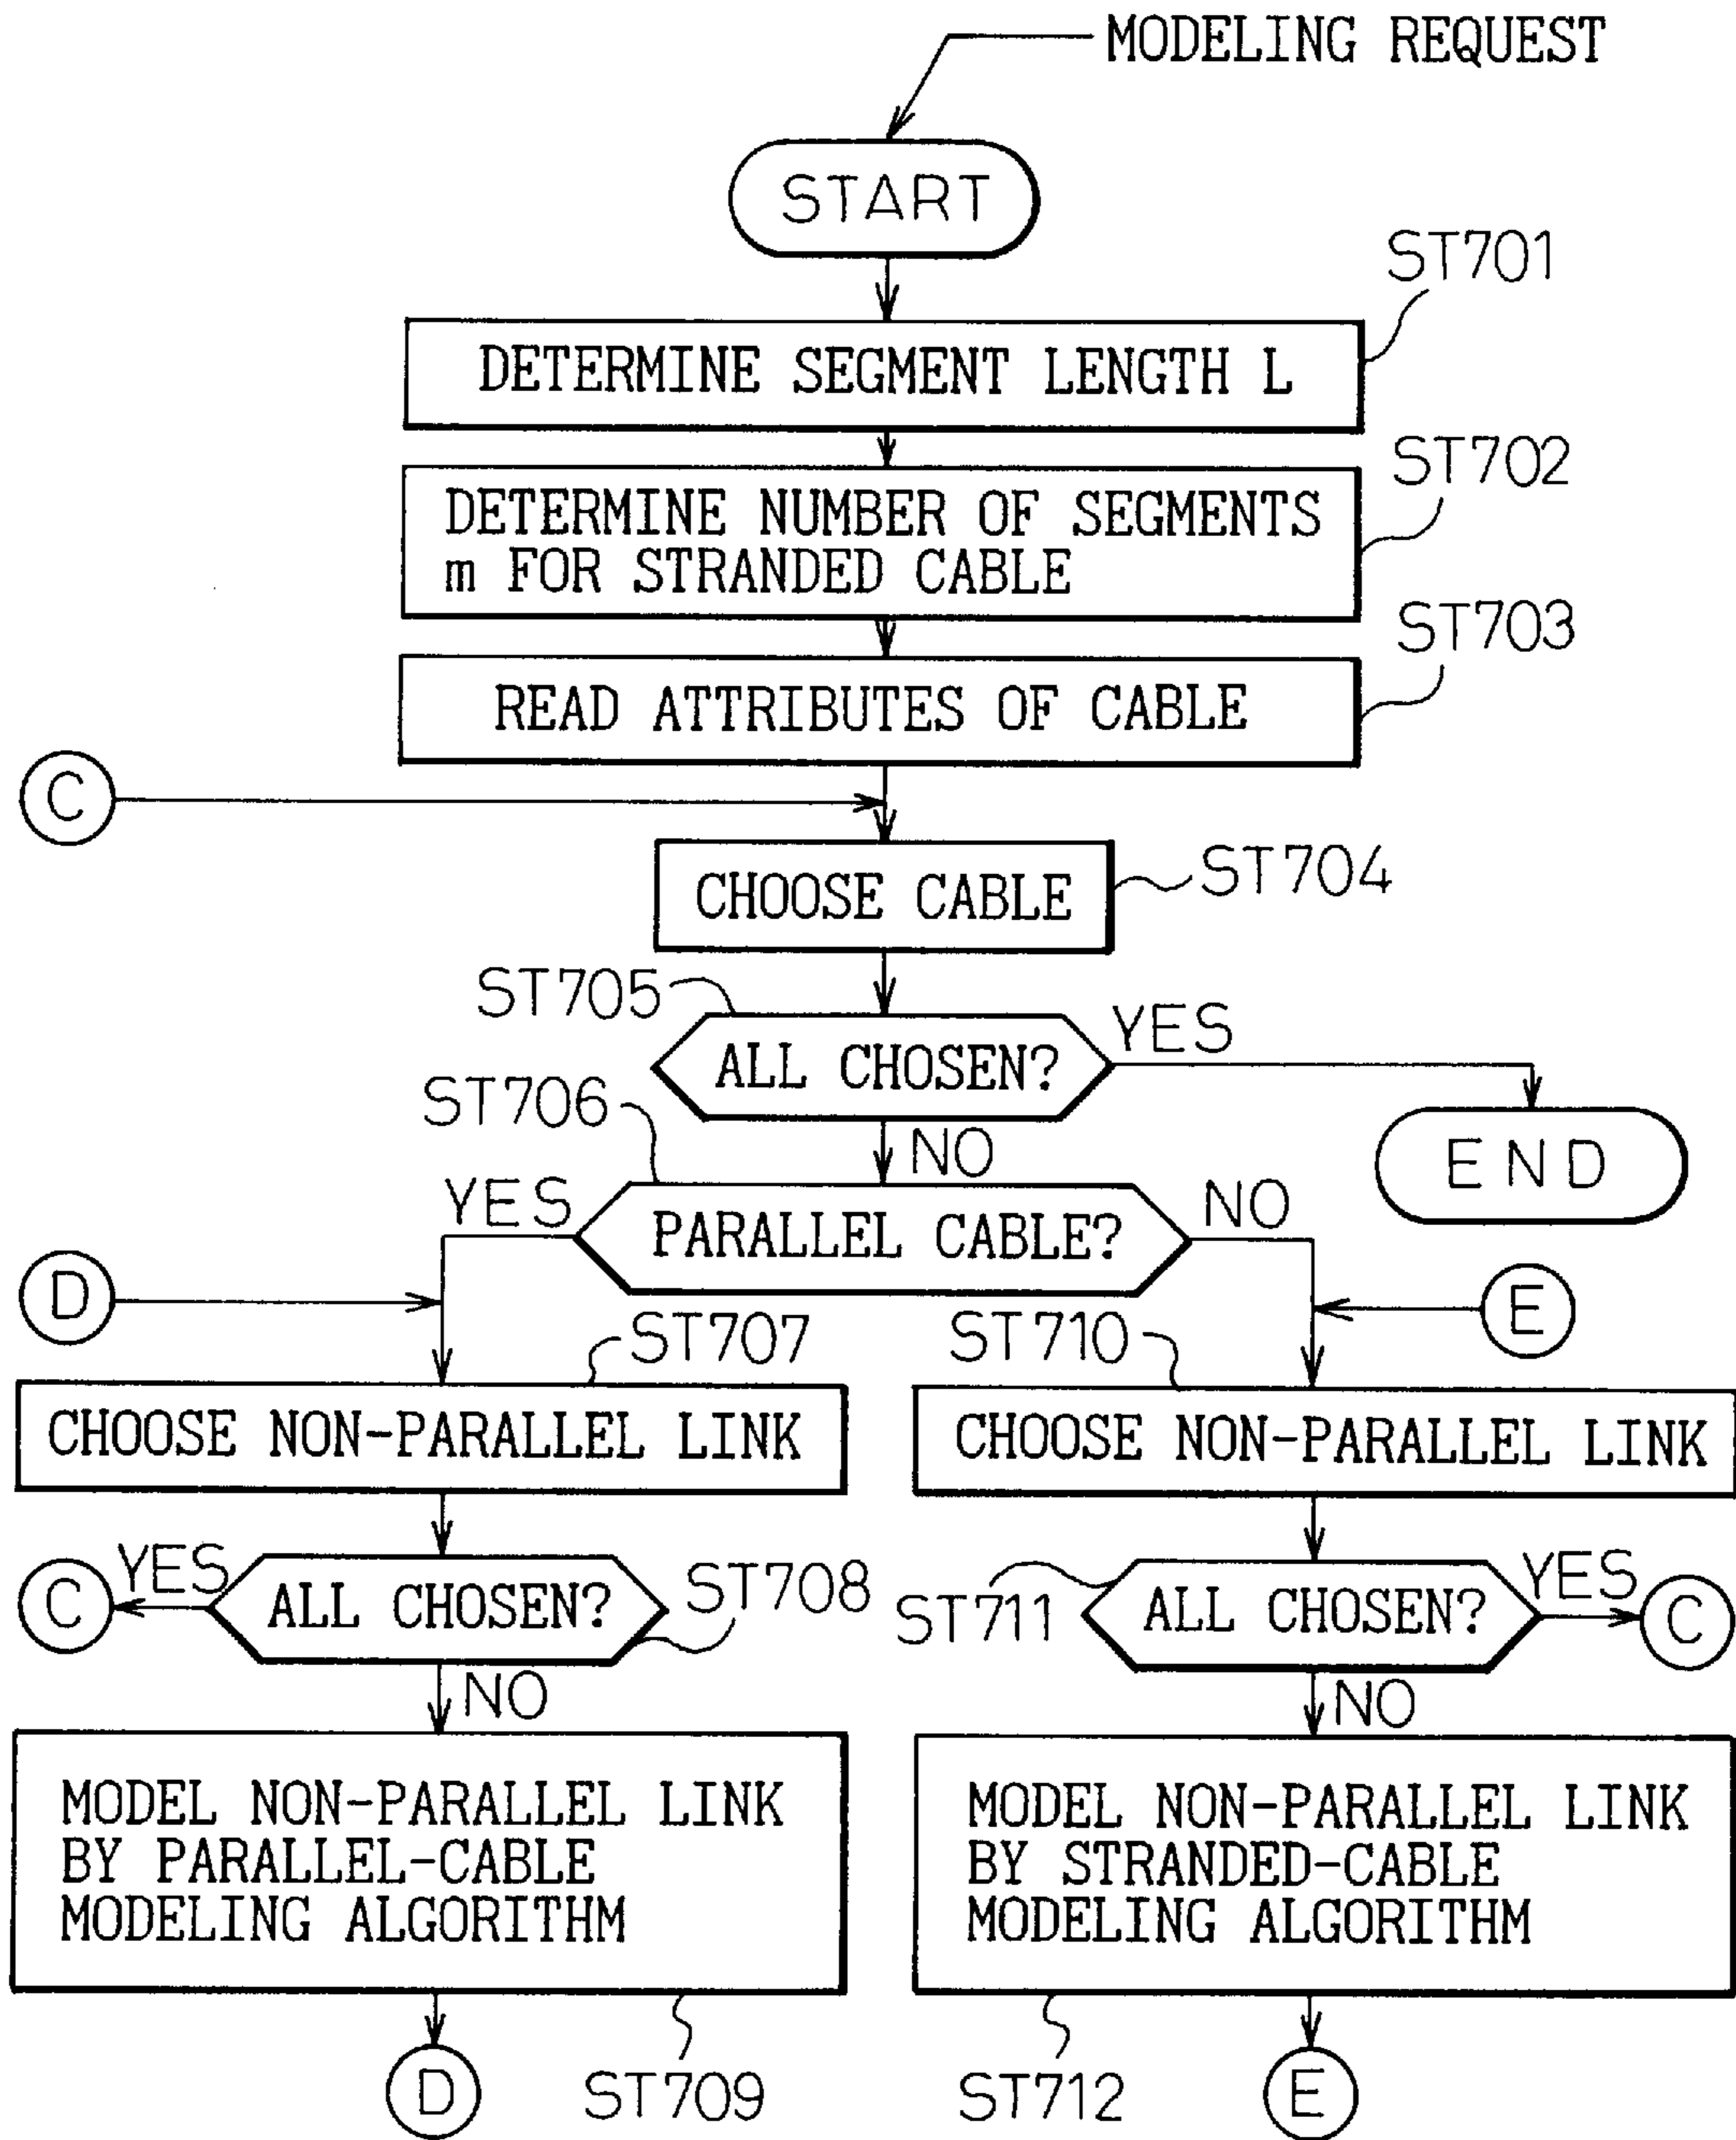 MODELING REQUEST
START
ST701
DETERMINE SEGMENT LENGTH L
ST702
DETERMINE NUMBER OF SEGMENTS
m FOR STRANDED CABLE
ST703
READ ATTRIBUTES OF CABLE
C
CHOOSE CABLE
ST704
ST705
ALL CHOSEN?
YES
END
NO
ST706
YES
PARALLEL CABLE?
NO
D
E
ST707
ST710
CHOOSE NON-PARALLEL LINK
CHOOSE NON-PARALLEL LINK
C
YES
ALL CHOSEN?
ST708
ST711
ALL CHOSEN?
YES
C
NO
NO
MODEL NON-PARALLEL LINK
BY PARALLEL-CABLE
MODELING ALGORITHM
MODEL NON-PARALLEL LINK
BY STRANDED-CABLE
MODELING ALGORITHM
D
ST709
ST712
E